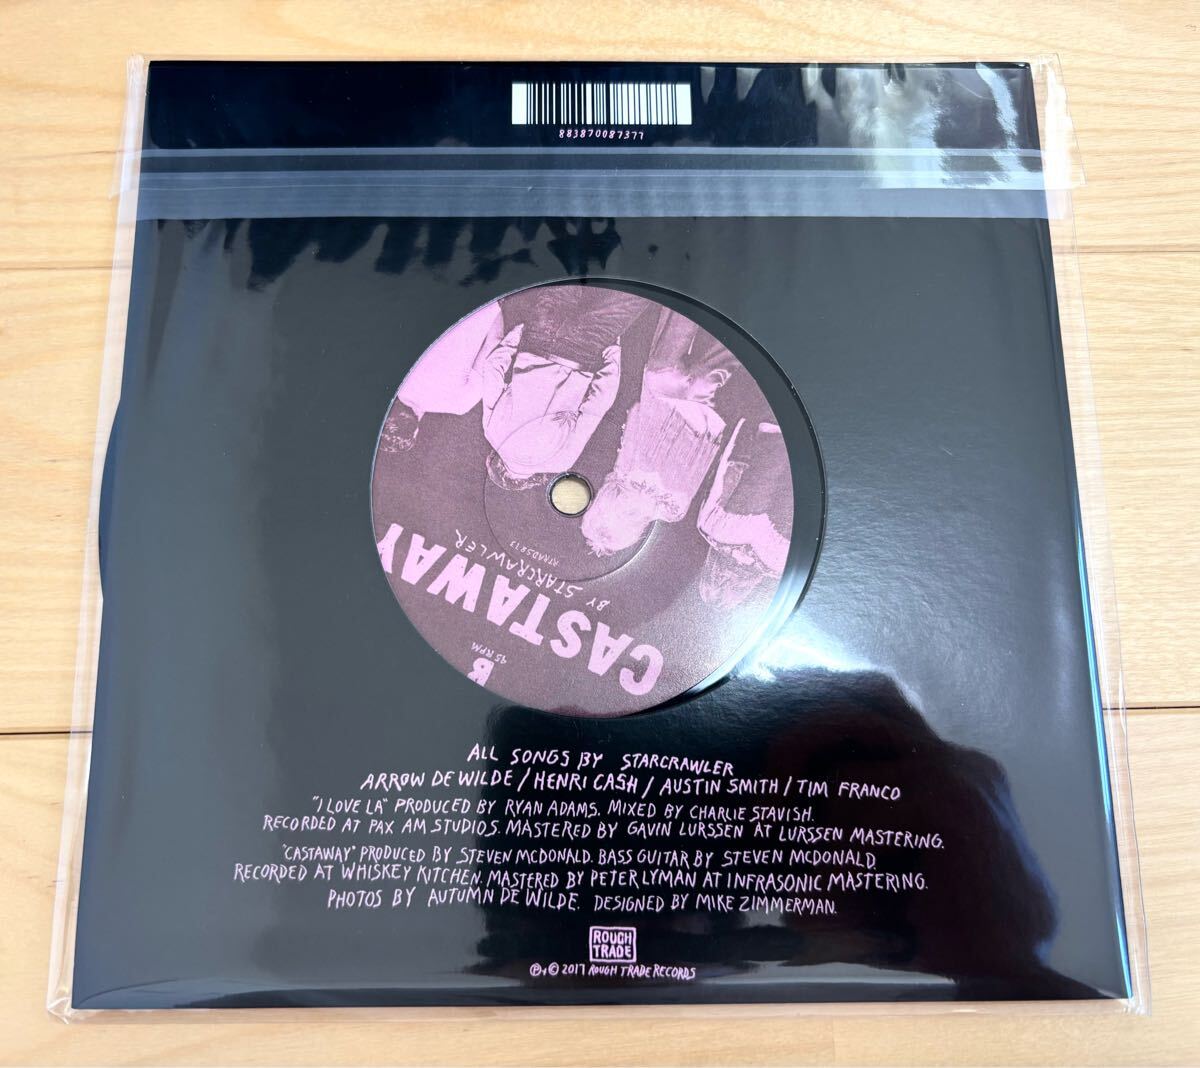 883870087377
CASTAWAY
BY STARCRAWLER
RTRADS873
B
45 RPM
ALL SONGS BY STARCRAWLER
ARROW DE WILDE / HENRI CASH / AUSTIN SMITH / TIM FRANCO
"I LOVE LA" PRODUCED BY RYAN ADAMS. MIXED BY CHARLIE STAVISH.
RECORDED AT PAX AM STUDIOS. MASTERED BY GAVIN LURSSEN AT LURSSEN MASTERING.
"CASTAWAY" PRODUCED BY STEVEN MCDONALD. BASS GUITAR BY STEVEN MCDONALD.
RECORDED AT WHISKEY KITCHEN. MASTERED BY PETER LYMAN AT INFRASONIC MASTERING.
PHOTOS BY AUTUMN DE WILDE. DESIGNED BY MIKE ZIMMERMAN.
ROUGH
TRADE
℗+© 2017 ROUGH TRADE RECORDS